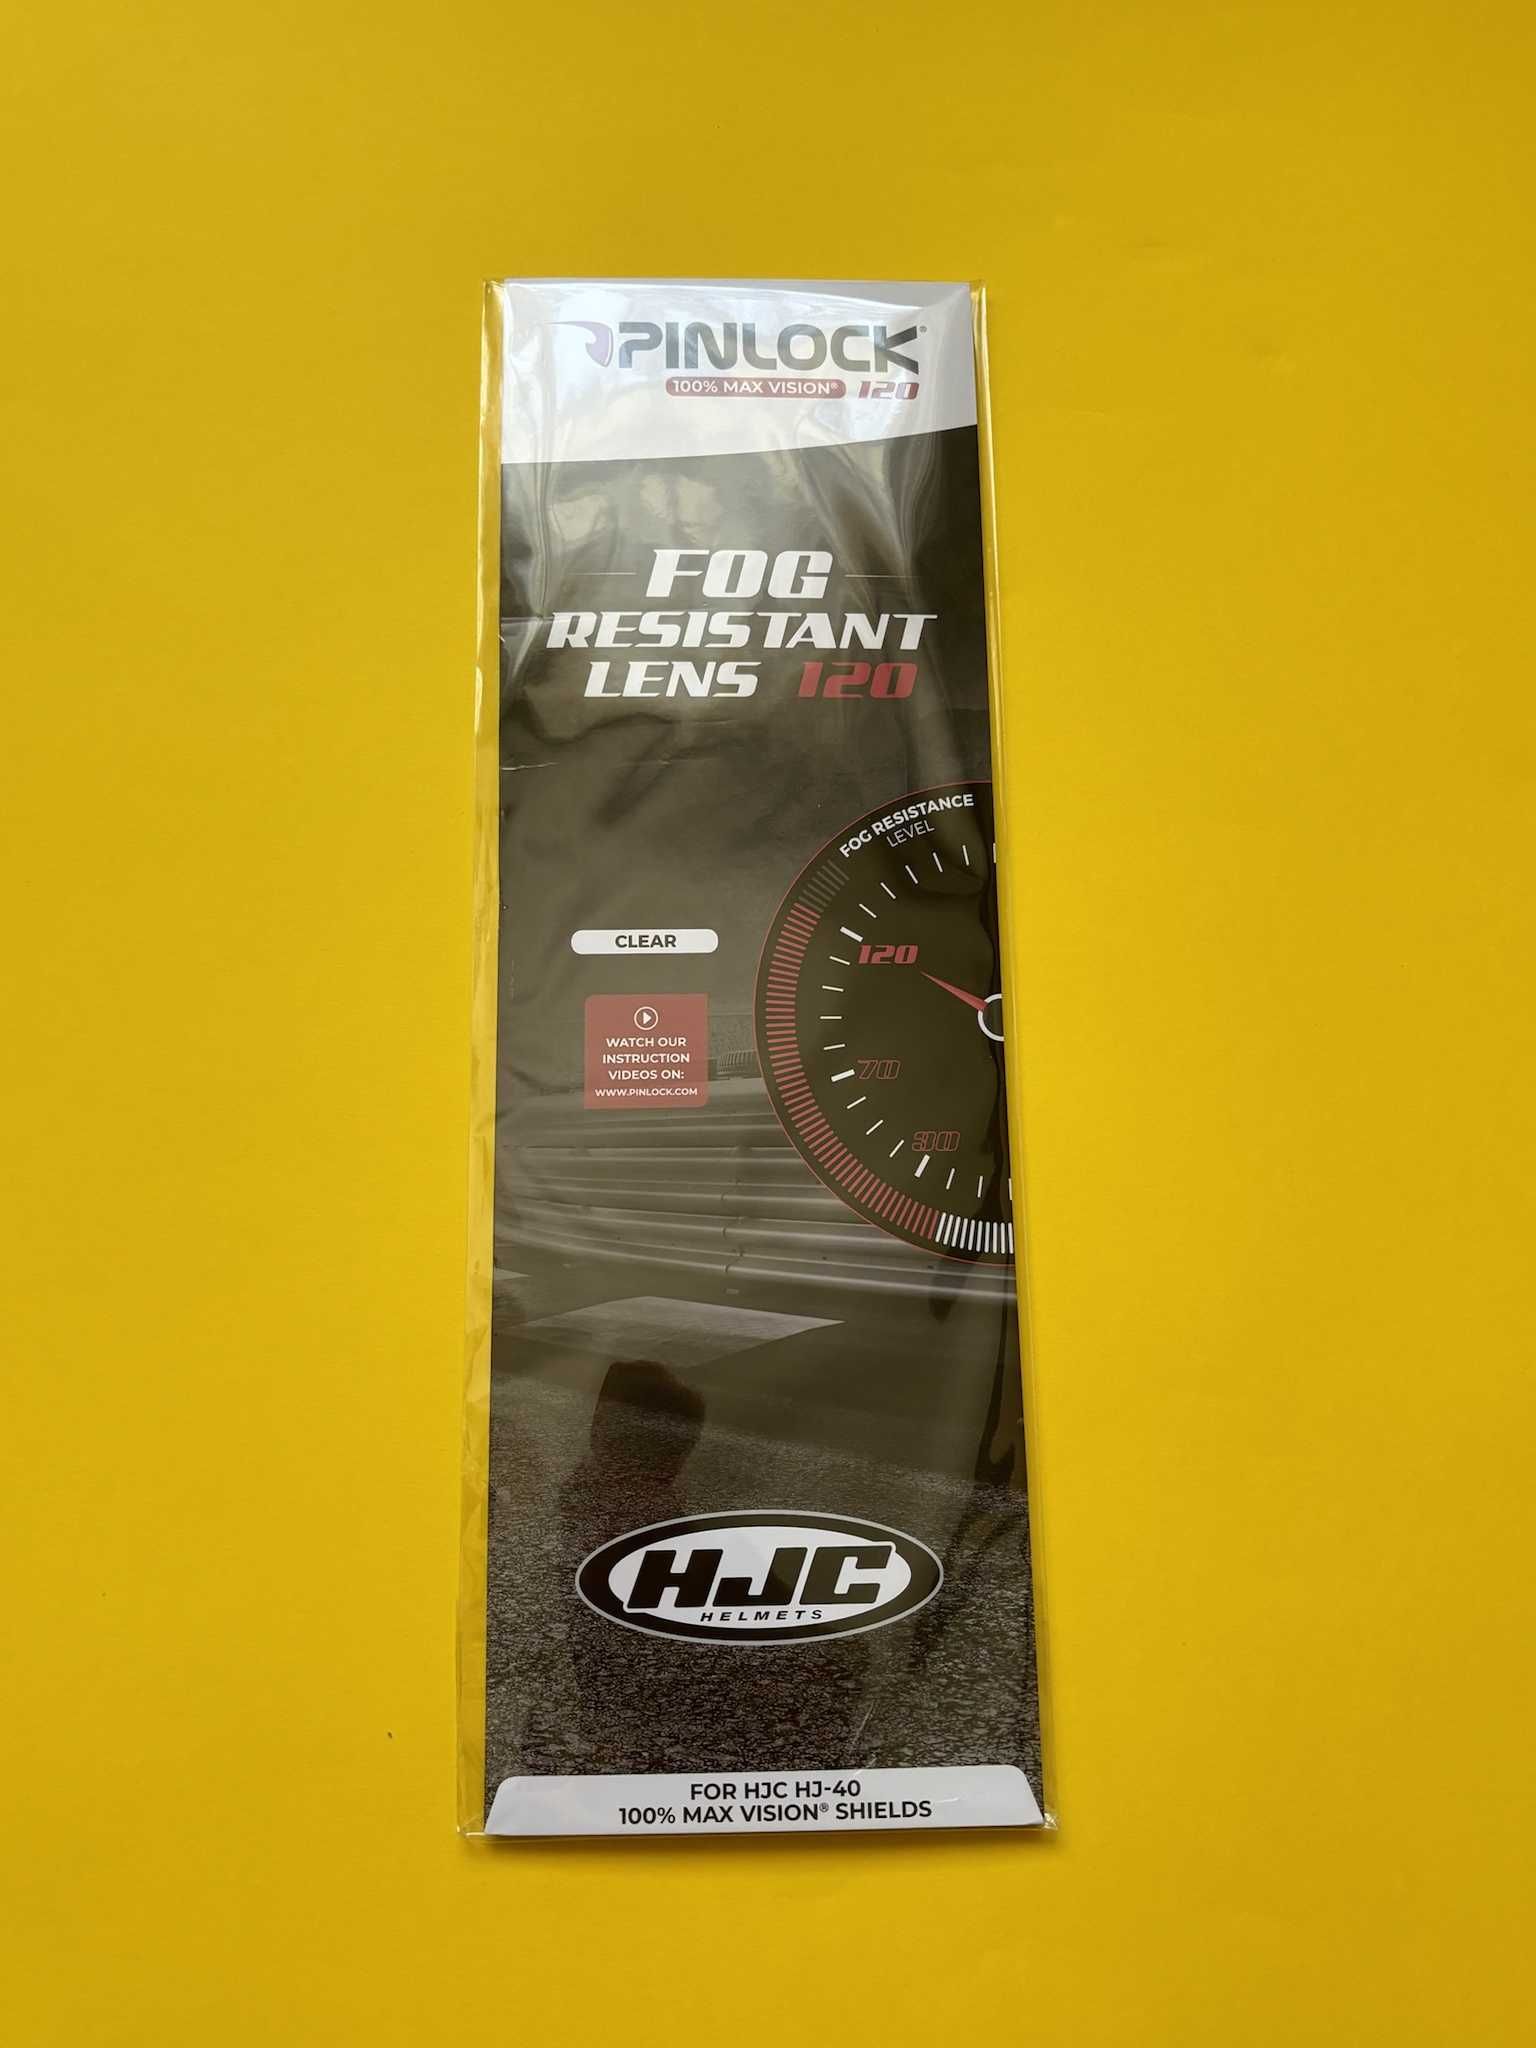 PINLOCK®
100% MAX VISION® 120
FOG
RESISTANT
LENS 120
FOG RESISTANCE
LEVEL
120
70
30
CLEAR
WATCH OUR
INSTRUCTION
VIDEOS ON:
WWW.PINLOCK.COM
HJC
HELMETS
FOR HJC HJ-40
100% MAX VISION® SHIELDS